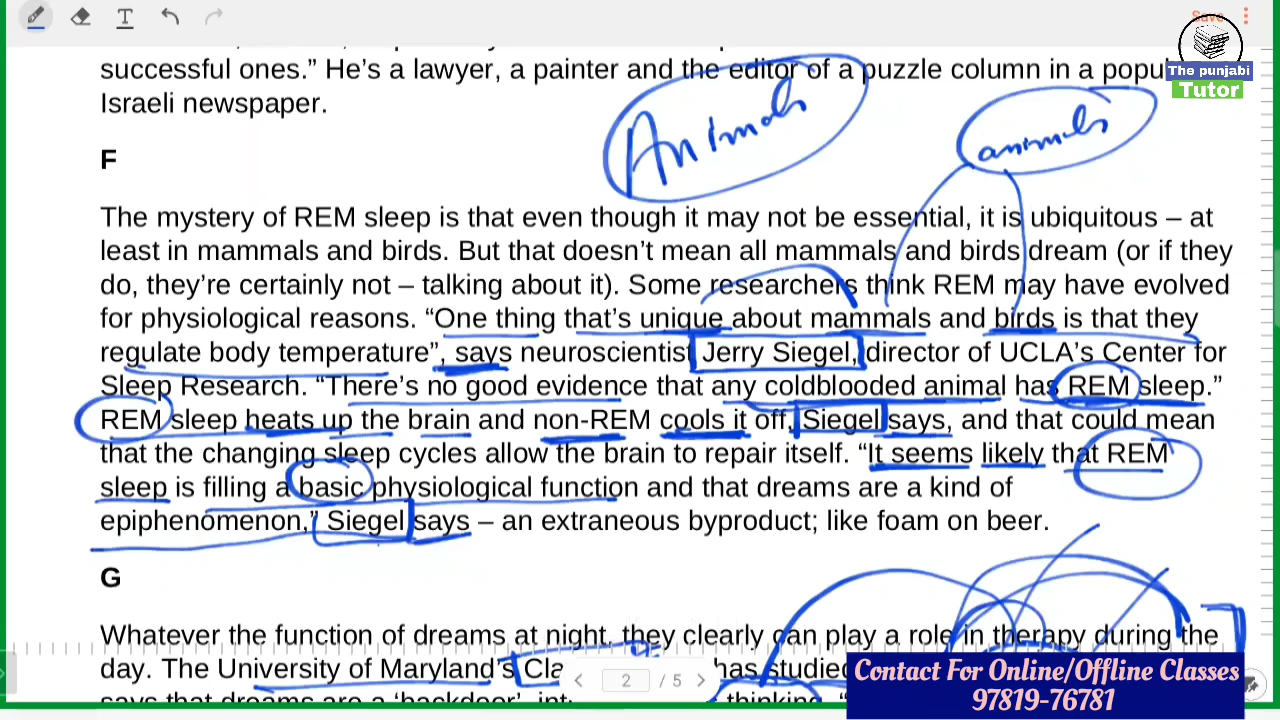 Save
The punjabi
Tutor
successful ones.” He’s a lawyer, a painter and the editor of a puzzle column in a popu
Israeli newspaper.
Animals
animals
F
The mystery of REM sleep is that even though it may not be essential, it is ubiquitous – at
least in mammals and birds. But that doesn’t mean all mammals and birds dream (or if they
do, they’re certainly not – talking about it). Some researchers think REM may have evolved
for physiological reasons. “One thing that’s unique about mammals and birds is that they
regulate body temperature”, says neuroscientist Jerry Siegel, director of UCLA’s Center for
Sleep Research. “There’s no good evidence that any coldblooded animal has REM sleep.”
REM sleep heats up the brain and non-REM cools it off, Siegel says, and that could mean
that the changing sleep cycles allow the brain to repair itself. “It seems likely that REM
sleep is filling a basic physiological function and that dreams are a kind of
epiphenomenon,” Siegel says – an extraneous byproduct; like foam on beer.
G
Whatever the function of dreams at night, they clearly can play a role in therapy during the
day. The University of Maryland’s Cla has studied
says that dreams are a ‘backdoor’ thinking.
2 / 5
Contact For Online/Offline Classes
97819-76781